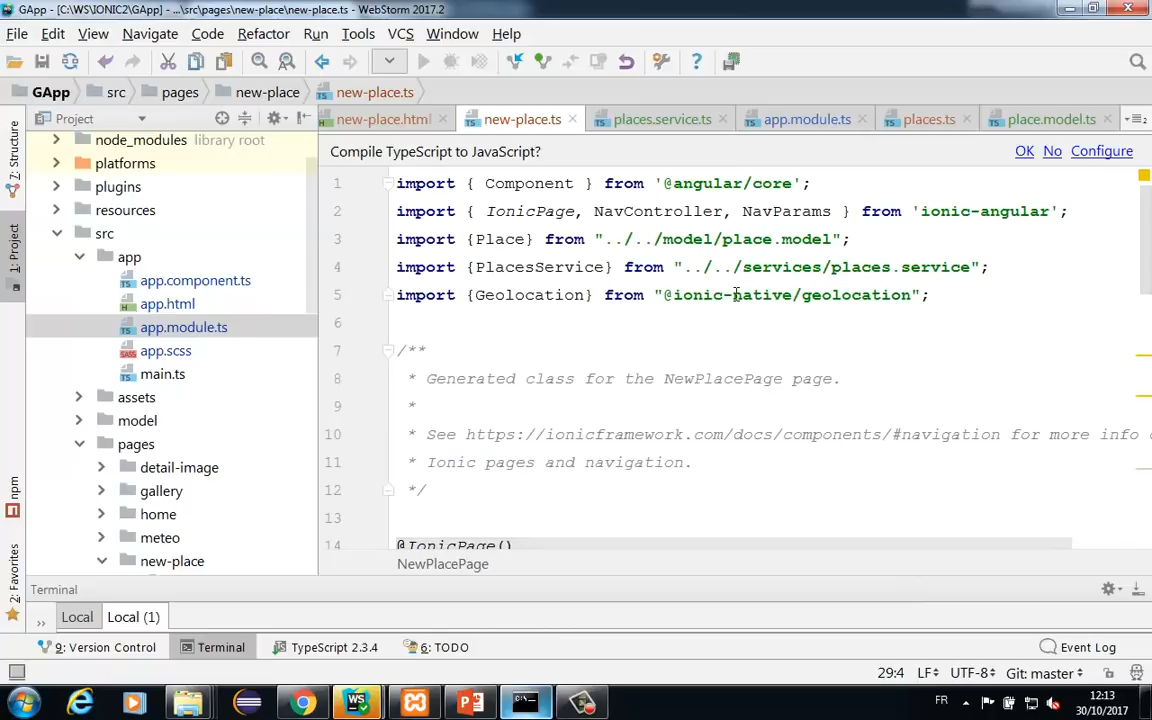 GApp - [C:\WS\IONIC2\GApp] - ...\src\pages\new-place\new-place.ts - WebStorm 2017.2
File Edit View Navigate Code Refactor Run Tools VCS Window Help
GApp src pages new-place new-place.ts
Project
new-place.html new-place.ts places.service.ts app.module.ts places.ts place.model.ts
Compile TypeScript to JavaScript? OK No Configure
7: Structure
1: Project
npm
2: Favorites
node_modules library root
platforms
plugins
resources
src
app
app.component.ts
app.html
app.module.ts
app.scss
main.ts
assets
model
pages
detail-image
gallery
home
meteo
new-place
1 import { Component } from '@angular/core';
2 import { IonicPage, NavController, NavParams } from 'ionic-angular';
3 import {Place} from "../../model/place.model";
4 import {PlacesService} from "../../services/places.service";
5 import {Geolocation} from "@ionic-native/geolocation";
6
7 /**
8 * Generated class for the NewPlacePage page.
9 *
10 * See https://ionicframework.com/docs/components/#navigation for more info o
11 * Ionic pages and navigation.
12 */
13
14 @IonicPage()
NewPlacePage
Terminal
Local Local (1)
9: Version Control Terminal TypeScript 2.3.4 6: TODO Event Log
29:4 LF UTF-8 Git: master
FR 12:13
30/10/2017